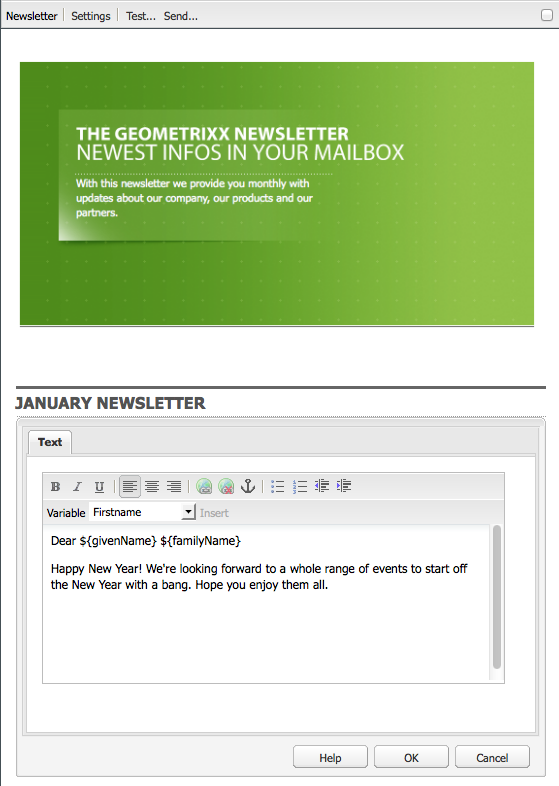 Newsletter Settings Test... Send...
THE GEOMETRIXX NEWSLETTER
NEWEST INFOS IN YOUR MAILBOX
With this newsletter we provide you monthly with
updates about our company, our products and our
partners.
JANUARY NEWSLETTER
Text
B I U
Variable Firstname Insert
Dear ${givenName} ${familyName}
Happy New Year! We're looking forward to a whole range of events to start off
the New Year with a bang. Hope you enjoy them all.
Help OK Cancel